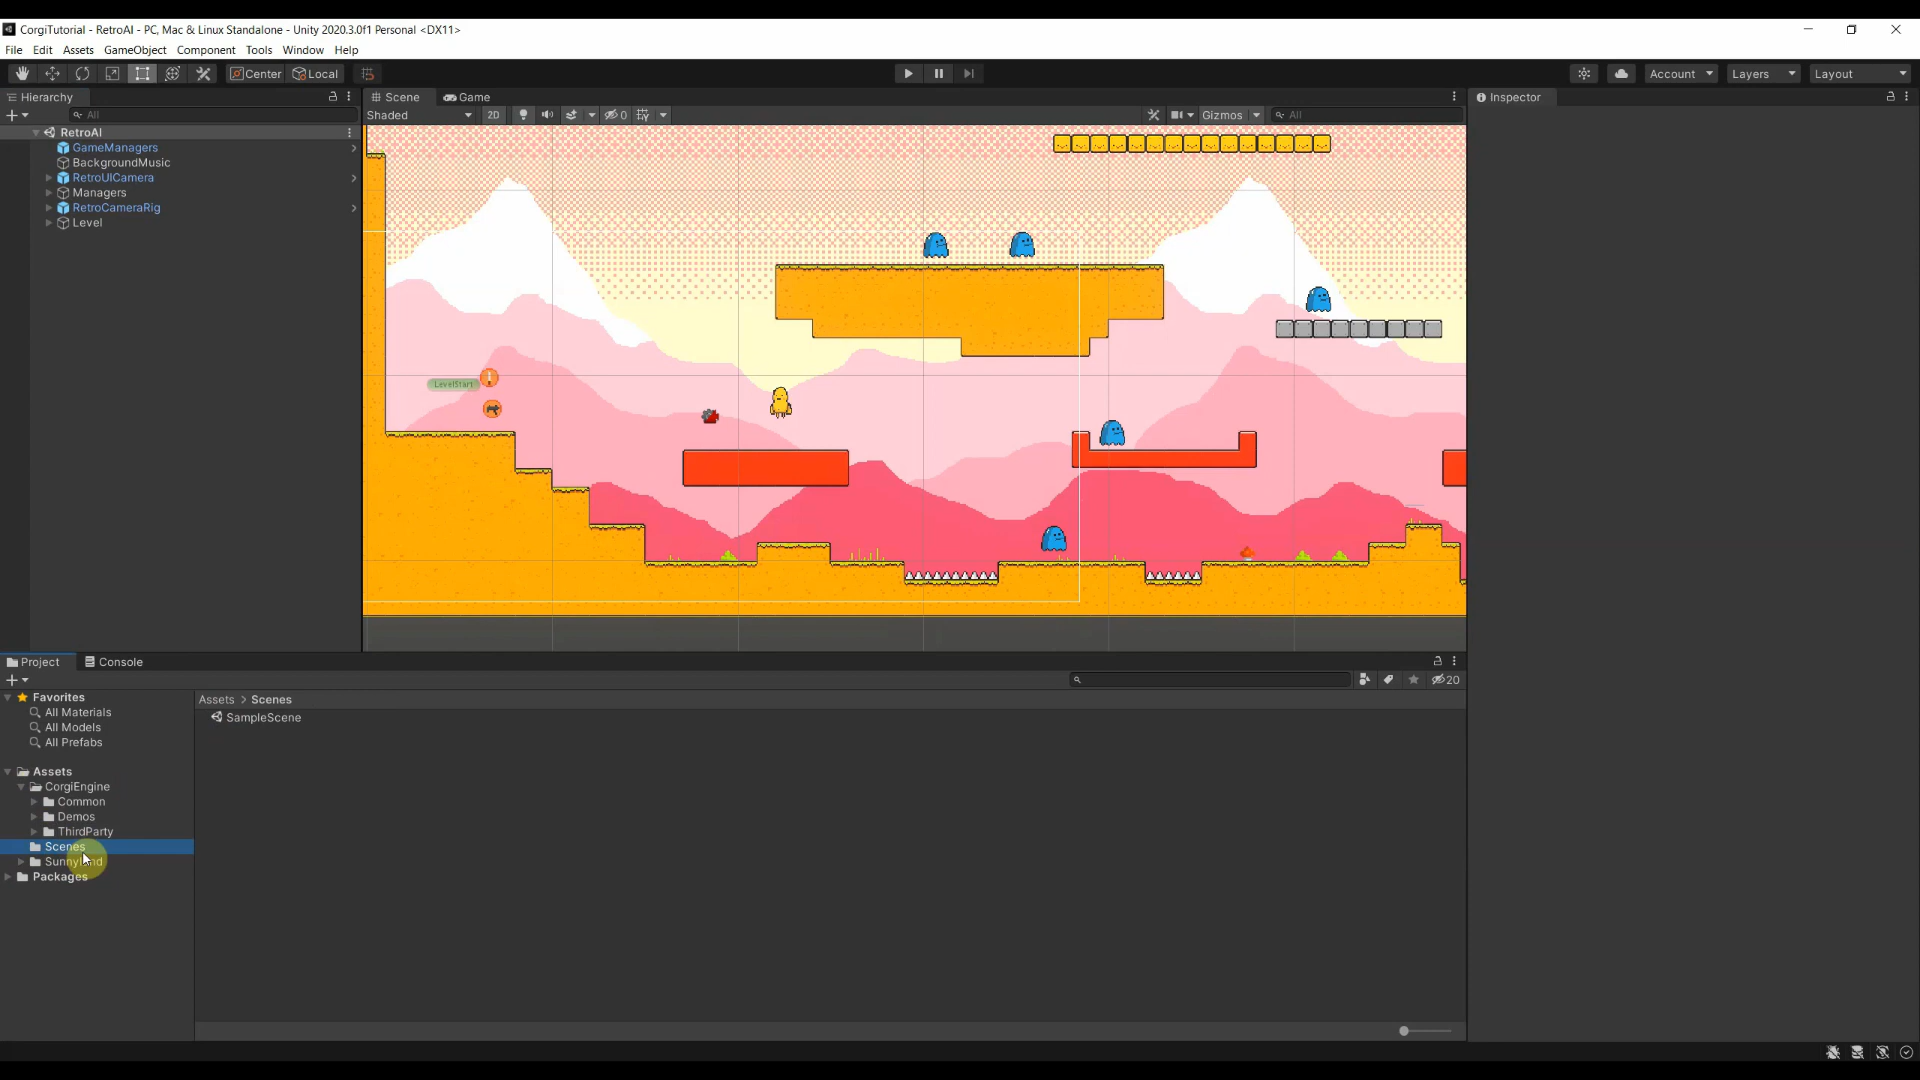 CorgiTutorial - RetroAI - PC, Mac & Linux Standalone - Unity 2020.3.0f1 Personal <DX11>
File Edit Assets GameObject Component Tools Window Help
Center Local Account Layers Layout
Hierarchy
All
RetroAI
GameManagers
BackgroundMusic
RetroUICamera
Managers
RetroCameraRig
Level
Scene Game
Shaded 2D 0 Gizmos All
LevelStart
Inspector
Project Console
20
Favorites
All Materials
All Models
All Prefabs
Assets
CorgiEngine
Common
Demos
ThirdParty
Scenes
Packages
Assets > Scenes
SampleScene